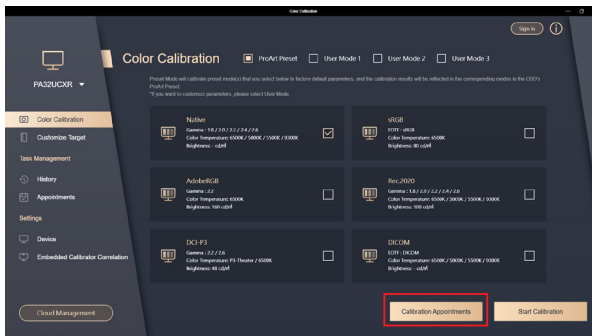 Color Calibration
Sign in
Color Calibration
ProArt Preset
User Mode 1
User Mode 2
User Mode 3
PA32UCXR
Preset Mode will calibrate preset mode(s) that you select below to factory default parameters, and the calibration results will be reflected in the corresponding modes in the OSD's
ProArt Preset.
*If you want to customize parameters, please select User Mode.
Color Calibration
Customize Target
Task Management
History
Appointments
Settings
Device
Embedded Calibrator Correlation
Cloud Management
Native
Gamma : 1.8 / 2.0 / 2.2 / 2.4 / 2.6
Color Temperature: 6500K / 5000K / 5500K / 9300K
Brightness: - cd/㎡
sRGB
EOTF : sRGB
Color Temperature: 6500K
Brightness: 80 cd/㎡
AdobeRGB
Gamma : 2.2
Color Temperature: 6500K
Brightness: 160 cd/㎡
Rec.2020
Gamma : 1.8 / 2.0 / 2.2 / 2.4 / 2.6
Color Temperature: 6500K / 5000K / 5500K / 9300K
Brightness: 100 cd/㎡
DCI-P3
Gamma : 2.2 / 2.6
Color Temperature: P3-Theater / 6500K
Brightness: 48 cd/㎡
DICOM
EOTF : DICOM
Color Temperature: 6500K / 5000K / 5500K / 9300K
Brightness: - cd/㎡
Calibration Appointments
Start Calibration